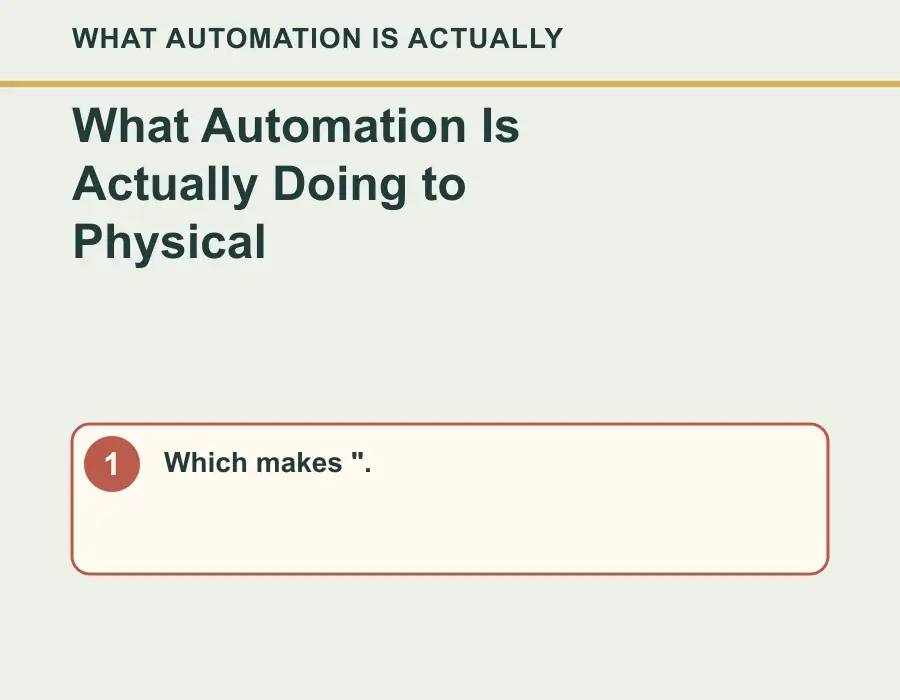 WHAT AUTOMATION IS ACTUALLY
What Automation Is
Actually Doing to
Physical
1
Which makes ".